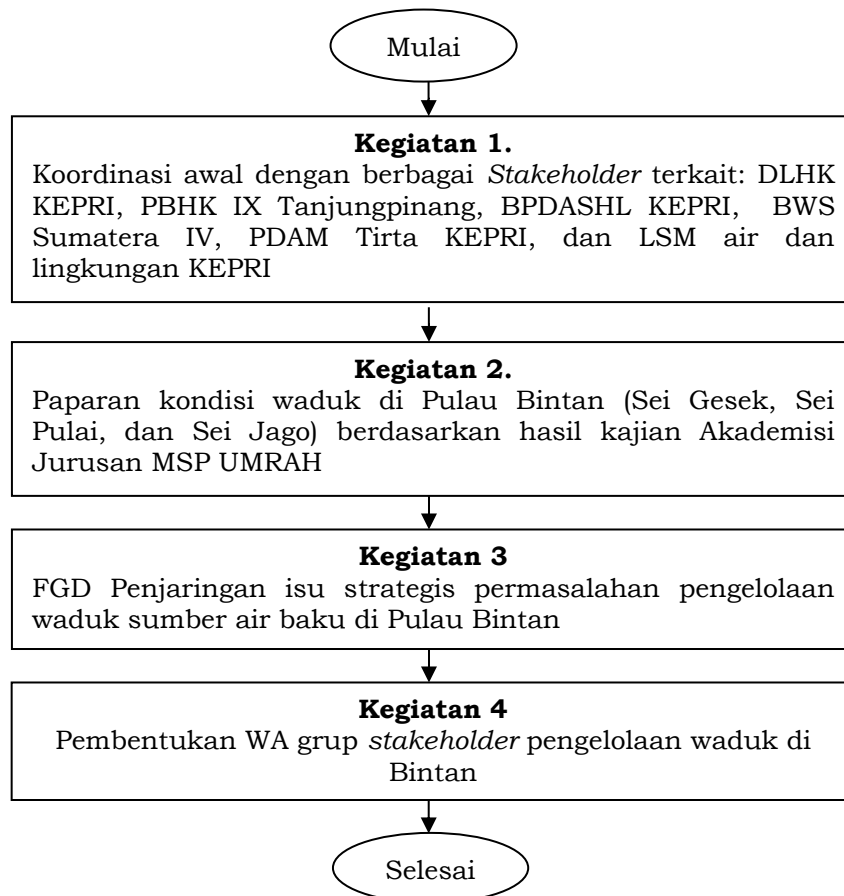 Mulai
Kegiatan 1.
Koordinasi awal dengan berbagai Stakeholder terkait: DLHK
KEPRI, PBHK IX Tanjungpinang, BPDASHL KEPRI, BWS
Sumatera IV, PDAM Tirta KEPRI, dan LSM air dan
lingkungan KEPRI
Kegiatan 2.
Paparan kondisi waduk di Pulau Bintan (Sei Gesek, Sei
Pulai, dan Sei Jago) berdasarkan hasil kajian Akademisi
Jurusan MSP UMRAH
Kegiatan 3
FGD Penjaringan isu strategis permasalahan pengelolaan
waduk sumber air baku di Pulau Bintan
Kegiatan 4
Pembentukan WA grup stakeholder pengelolaan waduk di
Bintan
Selesai